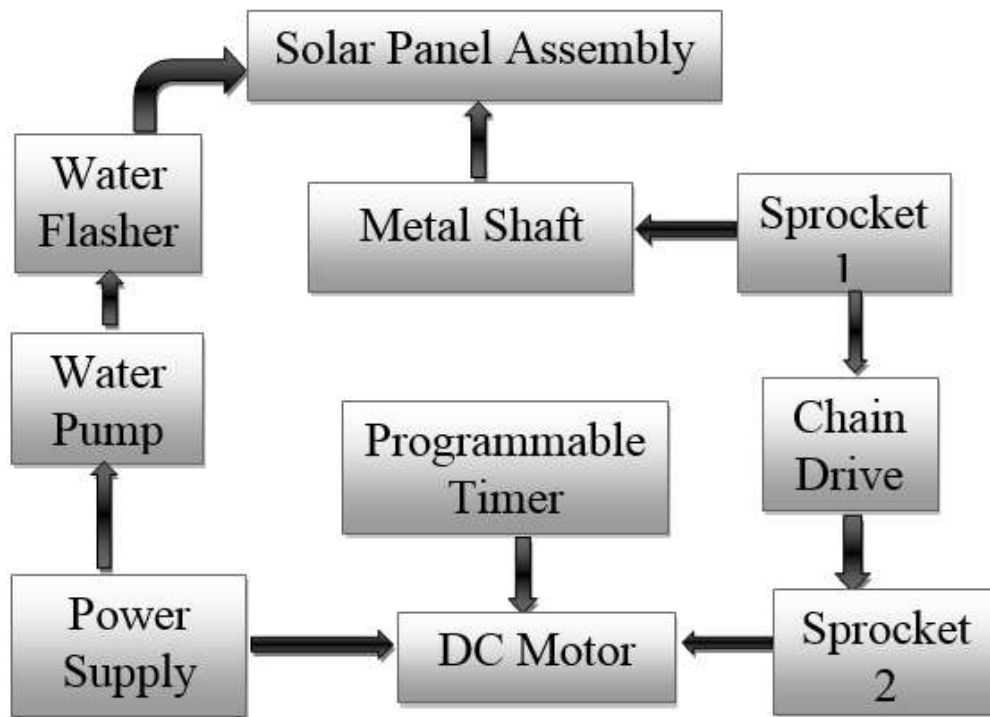 Solar Panel Assembly
Water
Flasher
Metal Shaft
Sprocket
1
Water
Pump
Programmable
Timer
Chain
Drive
Power
Supply
DC Motor
Sprocket
2